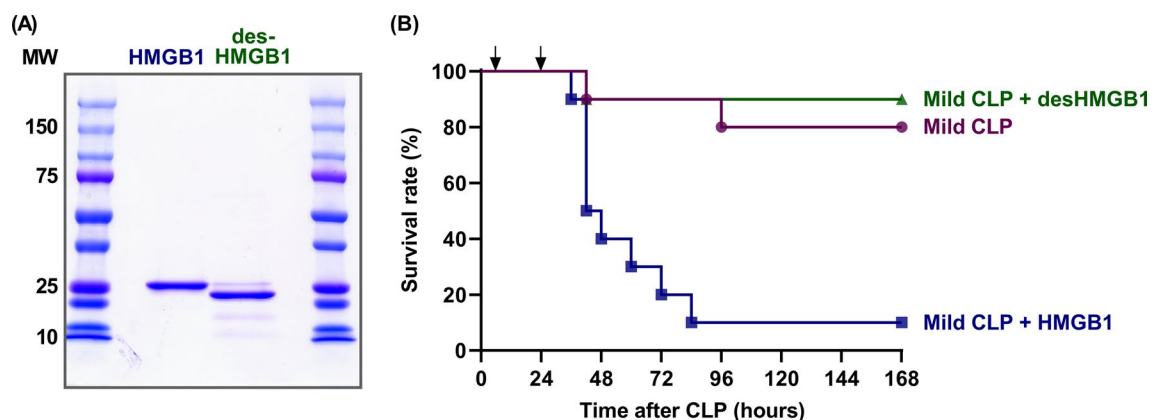 (A)
MW
HMGB1
des-
HMGB1
150
75
25
10
(B)
100
80
60
40
20
0
Survival rate (%)
0 24 48 72 96 120 144 168
Time after CLP (hours)
Mild CLP + desHMGB1
Mild CLP
Mild CLP + HMGB1